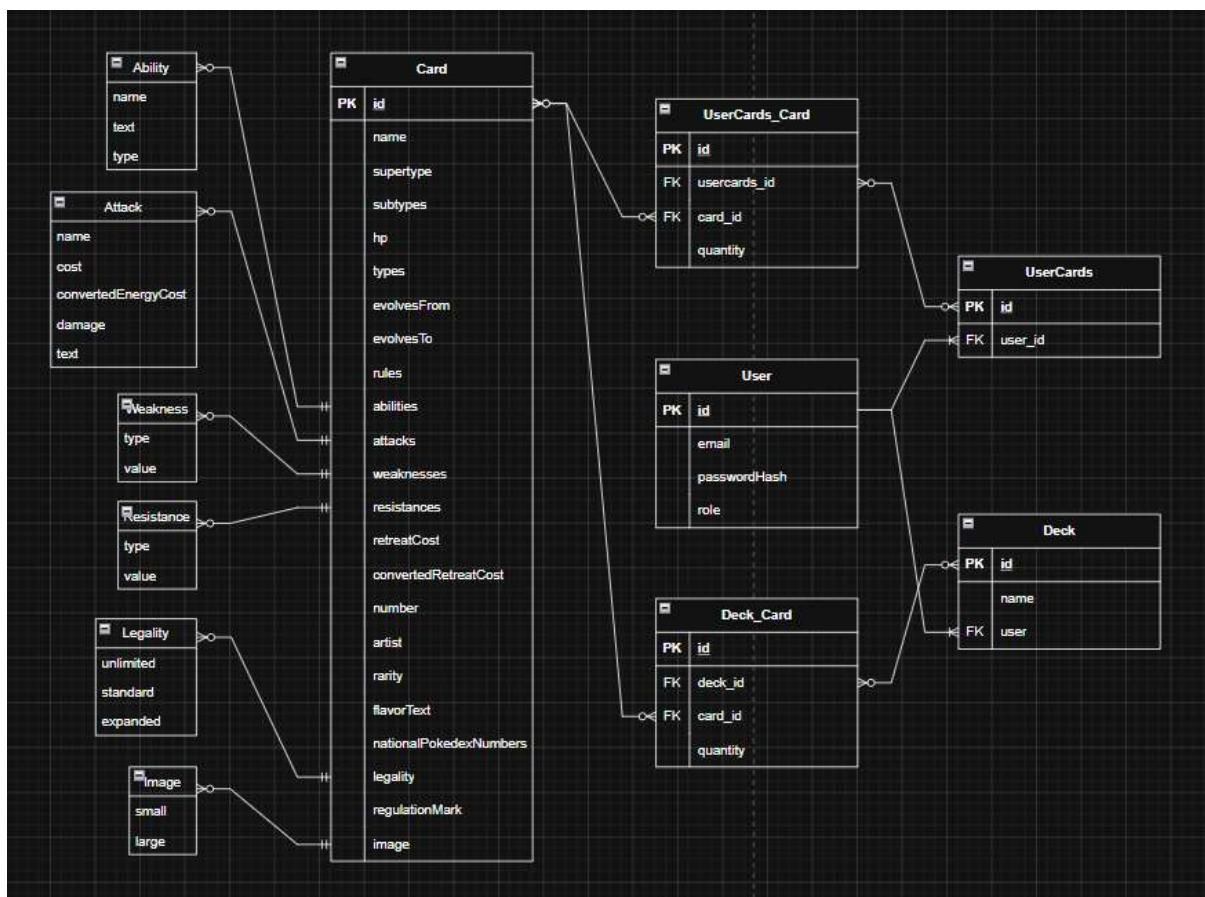 Ability
name
text
type
Attack
name
cost
convertedEnergyCost
damage
text
Weakness
type
value
Resistance
type
value
Legality
unlimited
standard
expanded
Image
small
large
Card
PK id
name
supertype
subtypes
hp
types
evolvesFrom
evolvesTo
rules
abilities
attacks
weaknesses
resistances
retreatCost
convertedRetreatCost
number
artist
rarity
flavorText
nationalPokedexNumbers
legality
regulationMark
image
UserCards_Card
PK id
FK usercards_id
FK card_id
quantity
User
PK id
email
passwordHash
role
Deck_Card
PK id
FK deck_id
FK card_id
quantity
UserCards
PK id
FK user_id
Deck
PK id
name
FK user